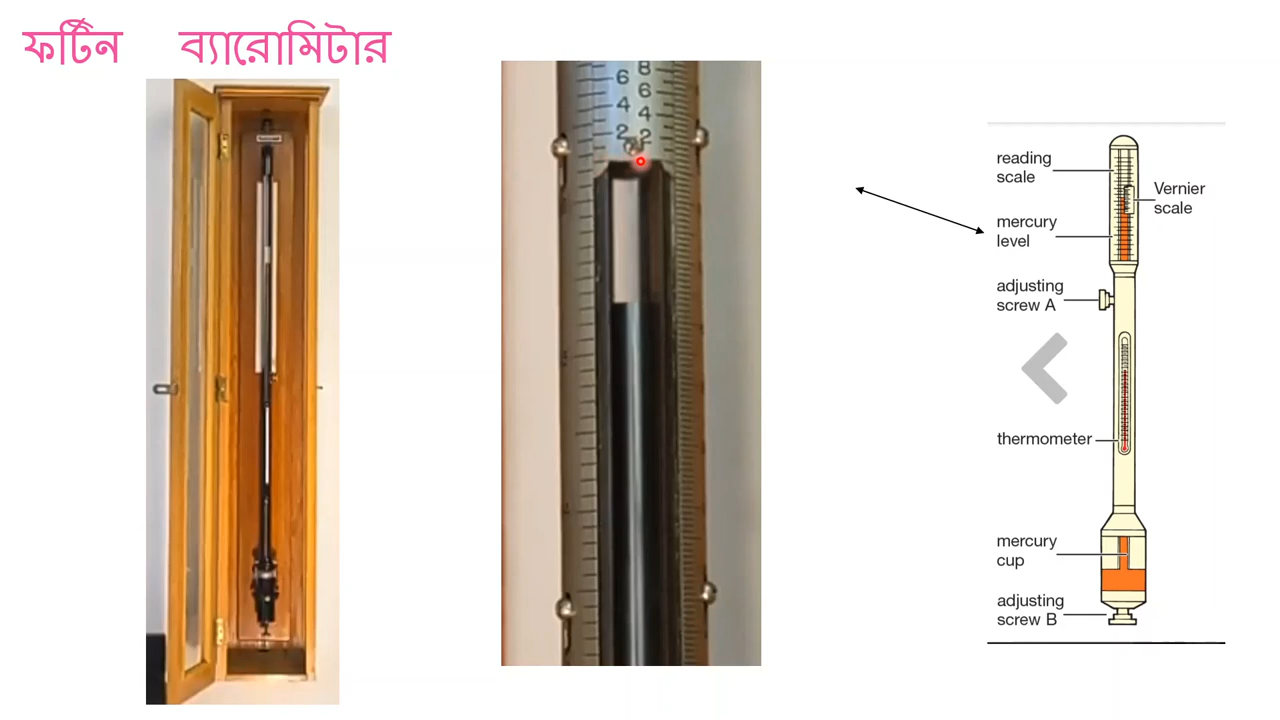 ফর্টিন ব্যারোমিটার
8
6 6
4 4
2 2
reading
scale
Vernier
scale
mercury
level
adjusting
screw A
thermometer
mercury
cup
adjusting
screw B